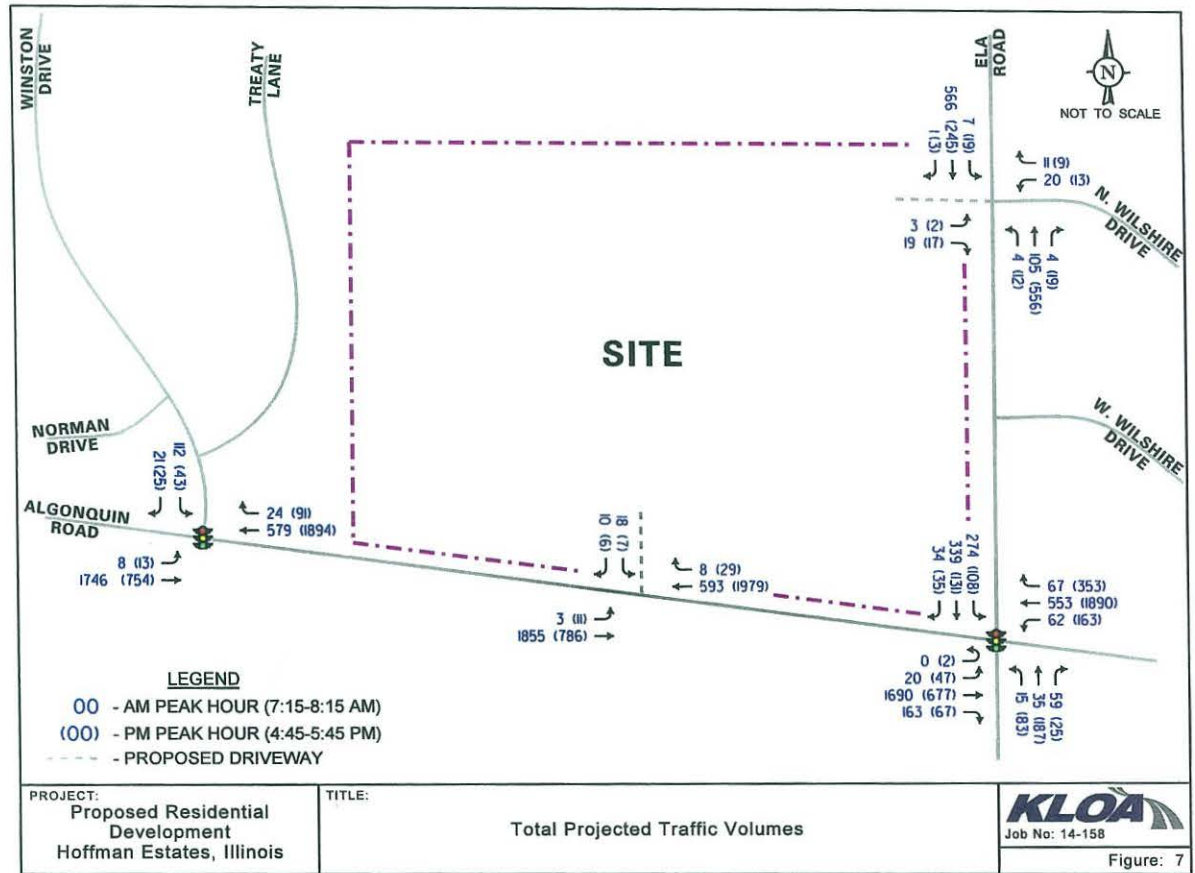 WINSTON
DRIVE
TREATY
LANE
ELA
ROAD
N
NOT TO SCALE
7 (19)
566 (245)
1 (3)
11 (9)
20 (13)
N. WILSHIRE
DRIVE
3 (2)
19 (17)
4 (12)
105 (556)
4 (19)
SITE
W. WILSHIRE
DRIVE
NORMAN
DRIVE
112 (43)
21 (25)
ALGONQUIN
ROAD
24 (91)
579 (1894)
8 (13)
1746 (754)
18 (7)
10 (6)
8 (29)
593 (1979)
3 (11)
1855 (786)
274 (108)
339 (131)
34 (35)
67 (353)
553 (1890)
62 (163)
0 (2)
20 (47)
1690 (677)
163 (67)
15 (83)
35 (187)
59 (25)
LEGEND
00 - AM PEAK HOUR (7:15-8:15 AM)
(00) - PM PEAK HOUR (4:45-5:45 PM)
- PROPOSED DRIVEWAY
PROJECT:
Proposed Residential
Development
Hoffman Estates, Illinois
TITLE:
Total Projected Traffic Volumes
KLOA
Job No: 14-158
Figure: 7